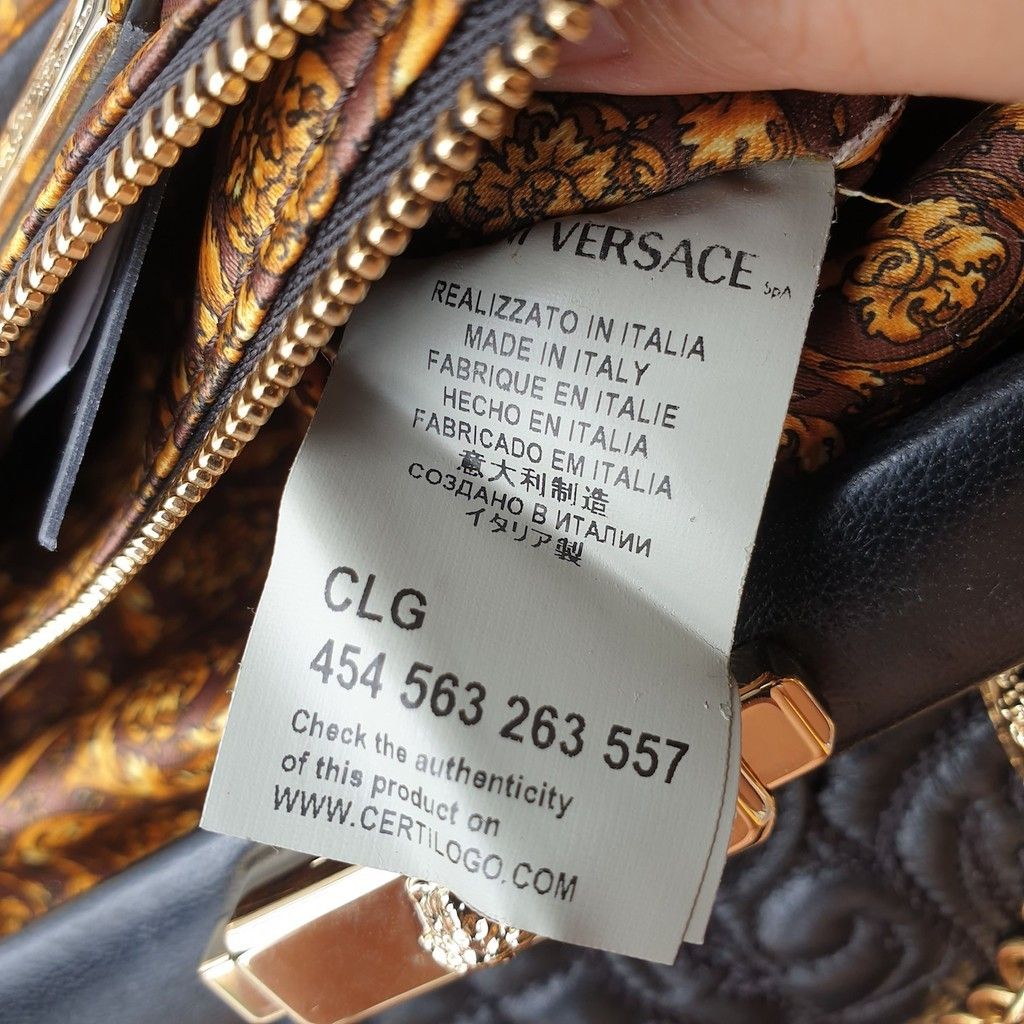 VERSACE SpA
REALIZZATO IN ITALIA
MADE IN ITALY
FABRIQUE EN ITALIE
HECHO EN ITALIA
FABRICADO EM ITALIA
意大利制造
СОЗДАНО В ИТАЛИИ
イタリア製
CLG
454 563 263 557
Check the authenticity
of this product on
WWW.CERTILOGO.COM